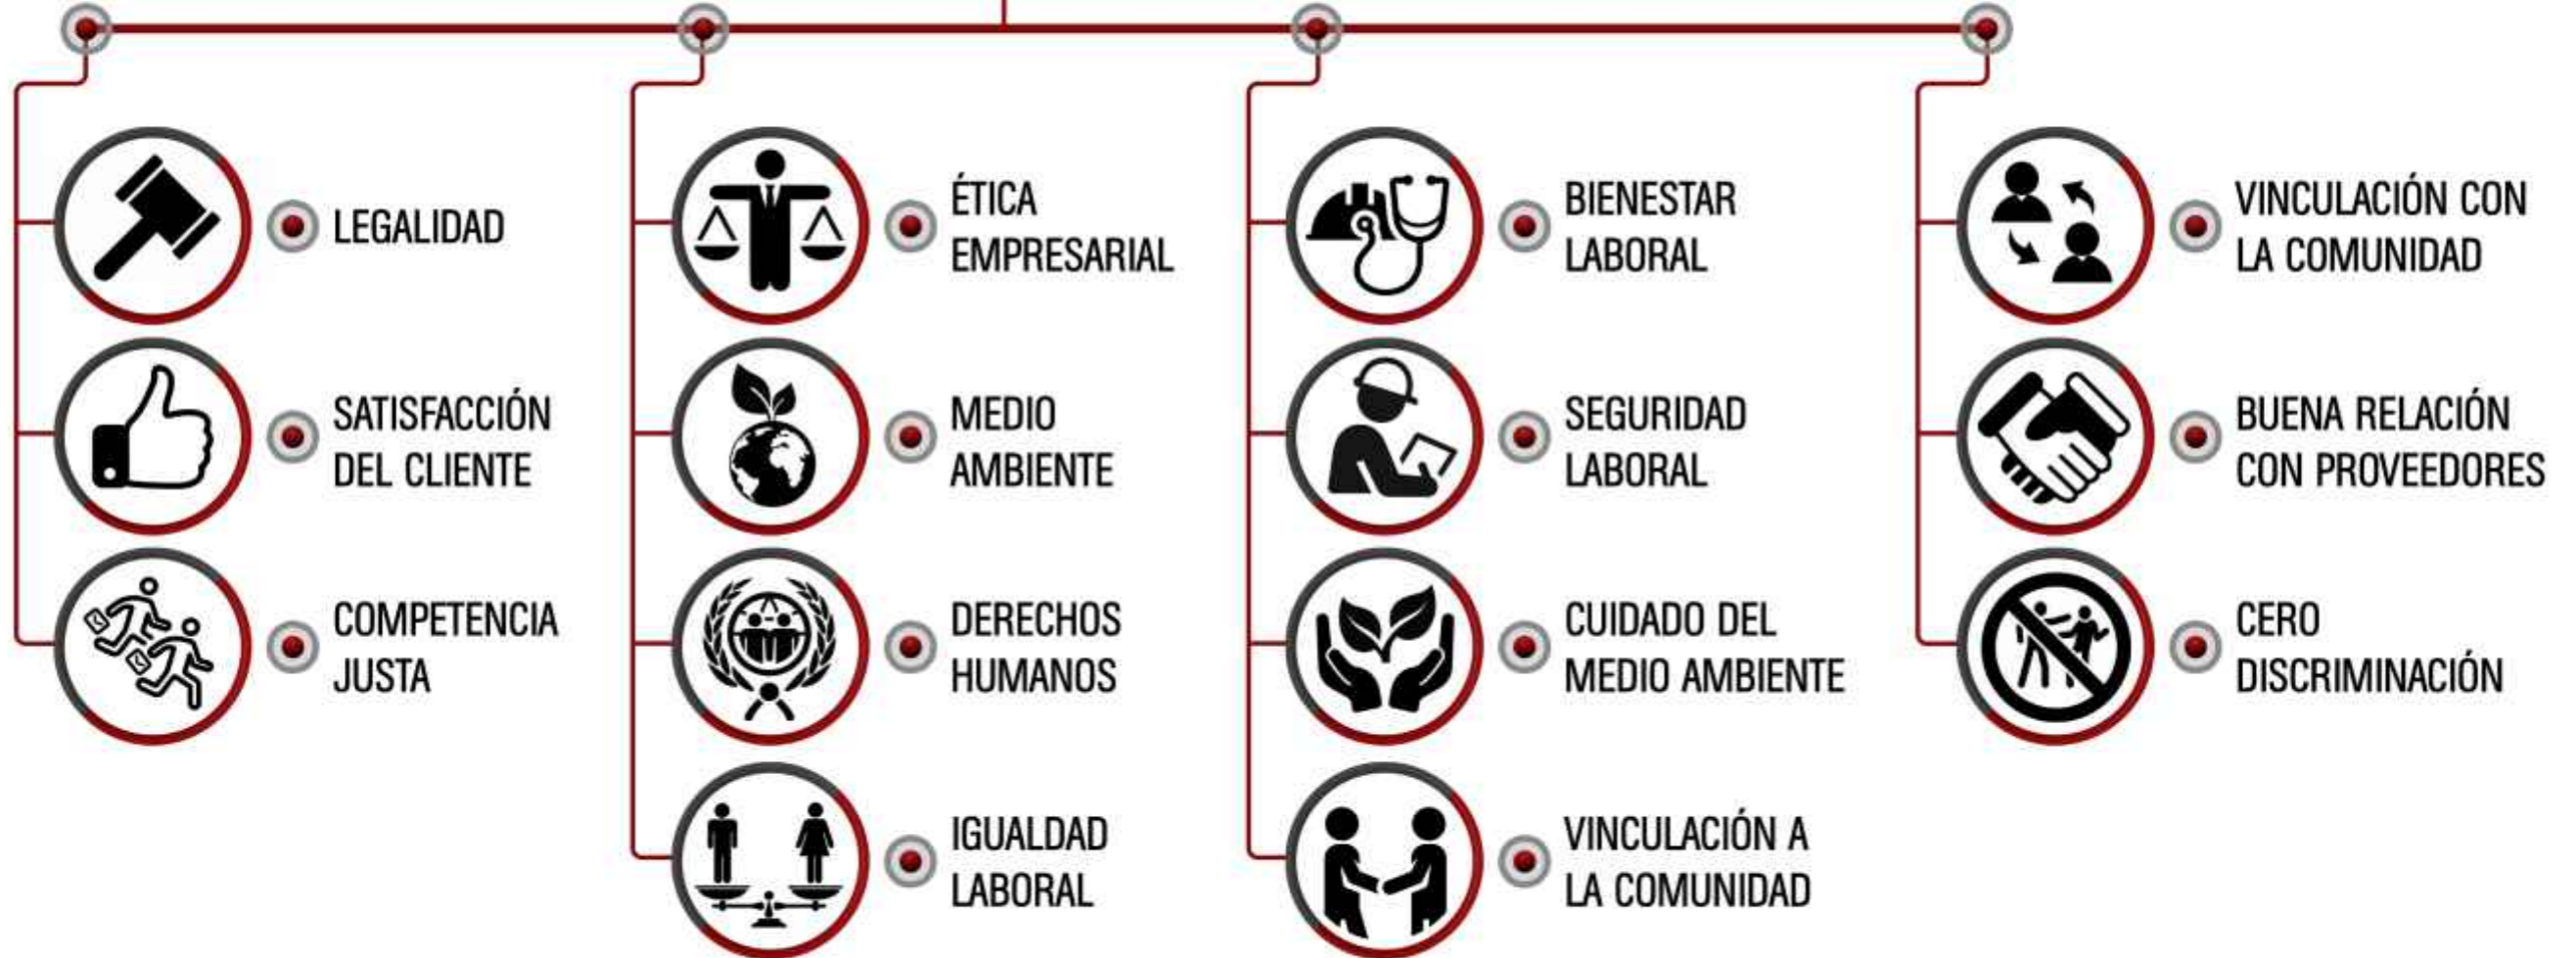 LEGALIDAD
SATISFACCIÓN
DEL CLIENTE
COMPETENCIA
JUSTA
ÉTICA
EMPRESARIAL
MEDIO
AMBIENTE
DERECHOS
HUMANOS
IGUALDAD
LABORAL
BIENESTAR
LABORAL
SEGURIDAD
LABORAL
CUIDADO DEL
MEDIO AMBIENTE
VINCULACIÓN A
LA COMUNIDAD
VINCULACIÓN CON
LA COMUNIDAD
BUENA RELACIÓN
CON PROVEEDORES
CERO
DISCRIMINACIÓN